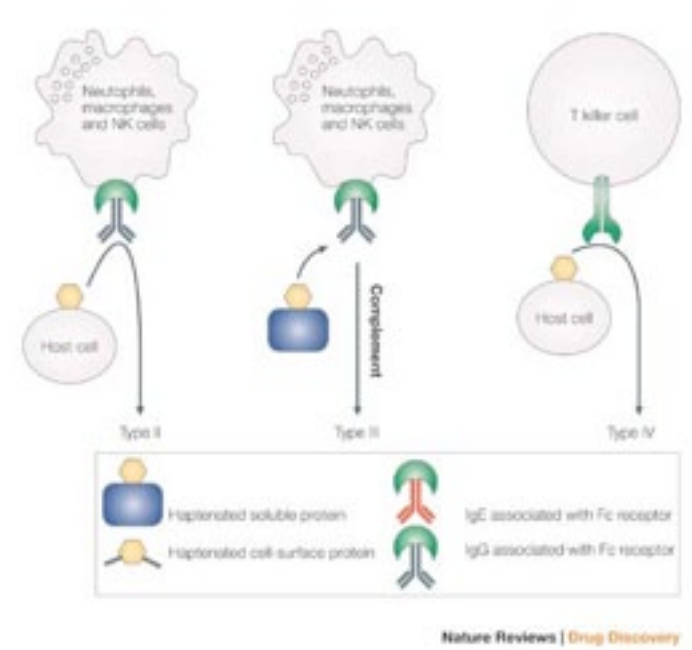 Neutophils,
macrophages
and NK cells
Neutophils,
macrophages
and NK cells
T killer cell
Host cell
Complement
Host cell
Type II
Type III
Type IV
Haptenated soluble protein
IgE associated with Fc receptor
Haptenated cell-surface protein
IgG associated with Fc receptor
Nature Reviews | Drug Discovery